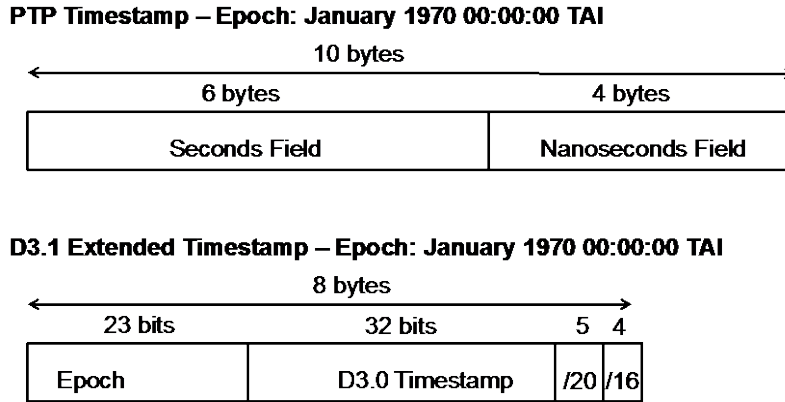 PTP Timestamp – Epoch: January 1970 00:00:00 TAI
10 bytes
6 bytes 4 bytes
Seconds Field Nanoseconds Field
D3.1 Extended Timestamp – Epoch: January 1970 00:00:00 TAI
8 bytes
23 bits 32 bits 5 4
Epoch D3.0 Timestamp /20 /16